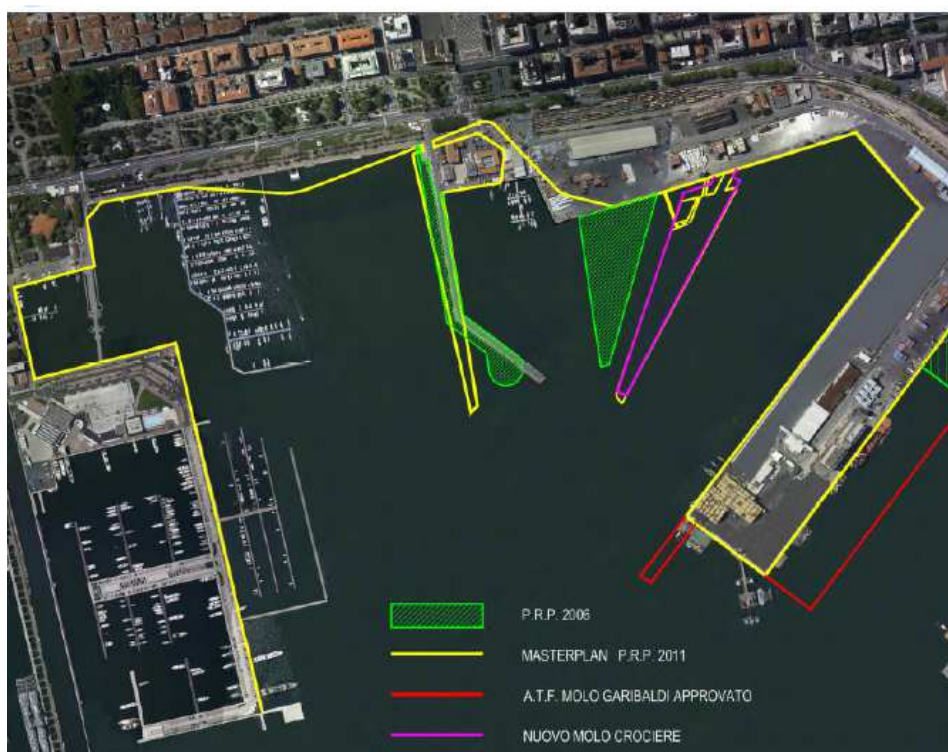 P.R.P. 2006
MASTERPLAN P.R.P. 2011
A.T.F. MOLO GARIBALDI APPROVATO
NUOVO MOLO CROCIERE